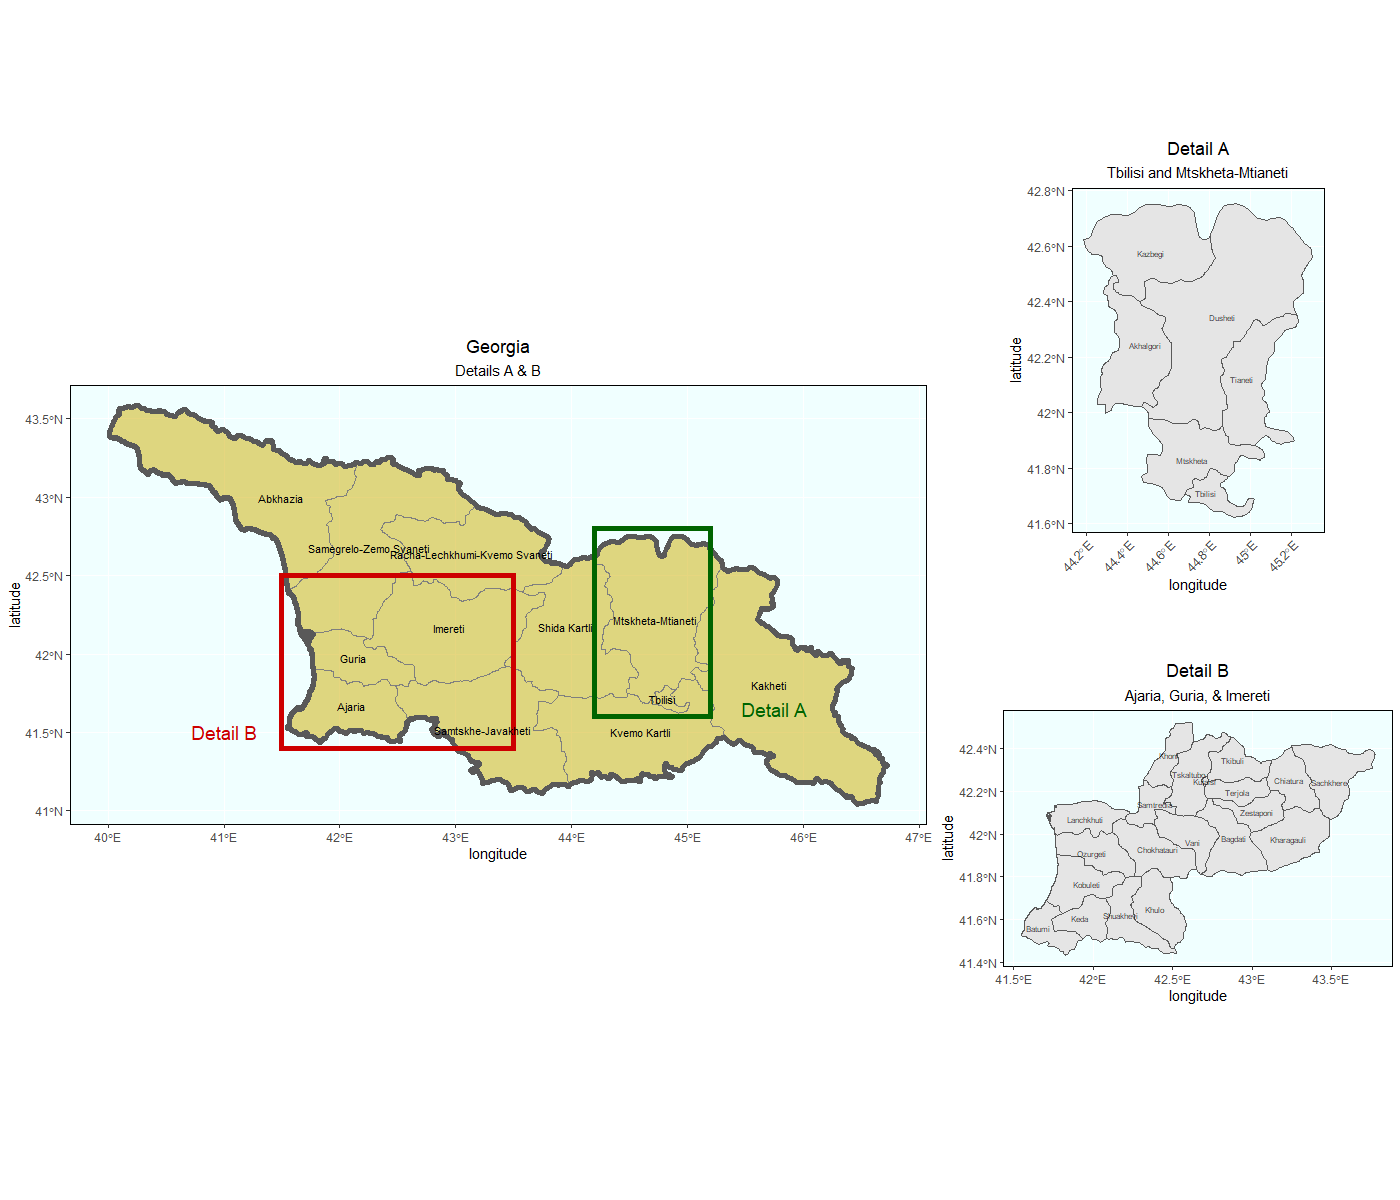 Georgia
Details A & B
latitude
43.5°N
43°N
42.5°N
42°N
41.5°N
41°N
Abkhazia
Samegrelo-Zemo Svaneti
Racha-Lechkhumi-Kvemo Svaneti
Imereti
Shida Kartli
Mtskheta-Mtianeti
Guria
Ajaria
Kakheti
Tbilisi
Detail A
Detail B
Samtskhe-Javakheti
Kvemo Kartli
40°E 41°E 42°E 43°E 44°E 45°E 46°E 47°E
longitude
Detail A
Tbilisi and Mtskheta-Mtianeti
latitude
42.8°N
42.6°N
42.4°N
42.2°N
42°N
41.8°N
41.6°N
Kazbegi
Dusheti
Akhalgori
Tianeti
Mtskheta
Tbilisi
44.2°E 44.4°E 44.6°E 44.8°E 45°E 45.2°E
longitude
Detail B
Ajaria, Guria, & Imereti
latitude
42.4°N
42.2°N
42°N
41.8°N
41.6°N
41.4°N
Khoni
Tkibuli
Tskaltubo
Kutaisi
Chiatura
Sachkhere
Terjola
Samtredia
Zestaponi
Lanchkhuti
Vani
Bagdati
Kharagauli
Ozurgeti
Chokhatauri
Kobuleti
Khulo
Keda
Shuakhevi
Batumi
41.5°E 42°E 42.5°E 43°E 43.5°E
longitude